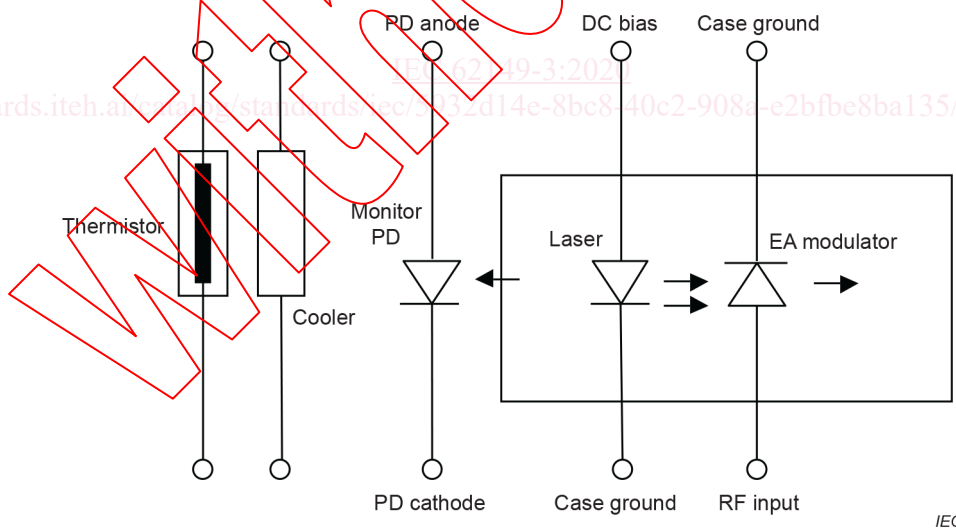 PD anode
DC bias
Case ground
IEC 62149-3:2020
Thermistor
Monitor
PD
Laser
EA modulator
Cooler
PD cathode
Case ground
RF input
IEC